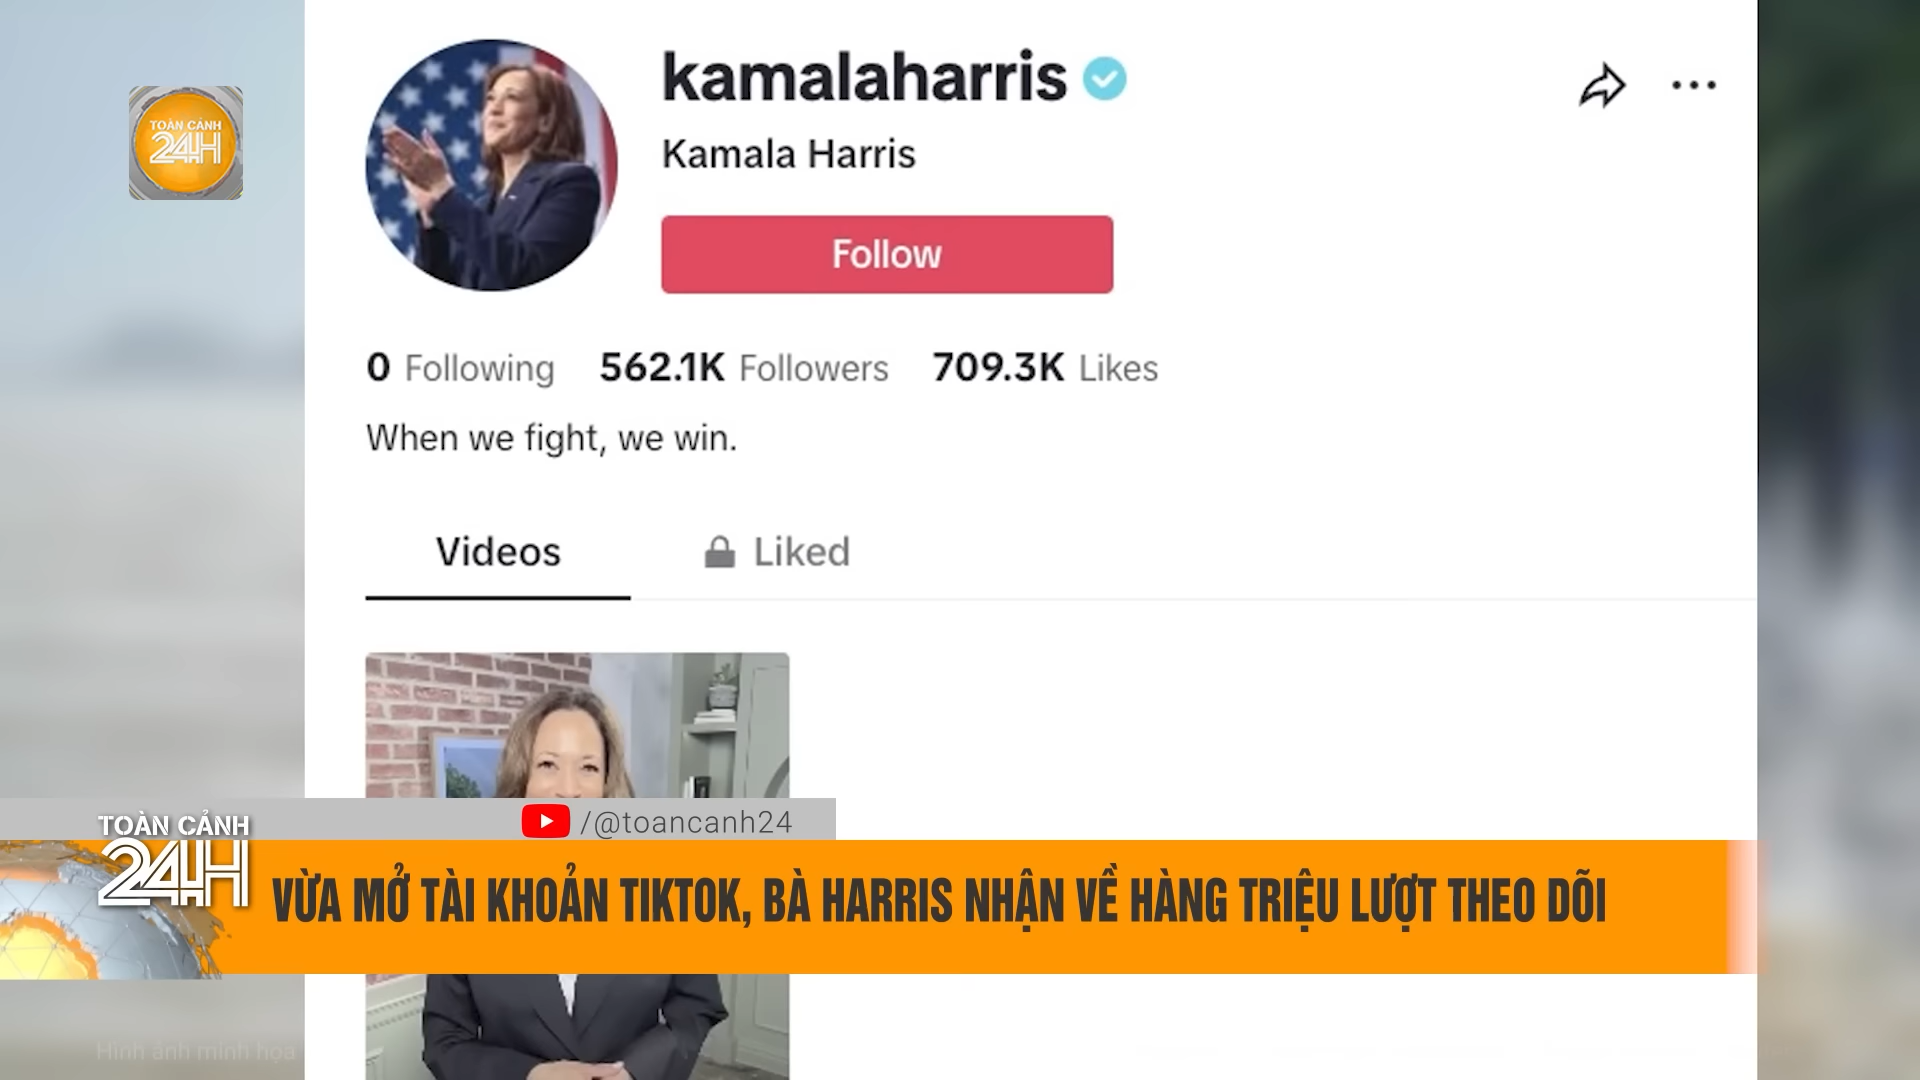 TOÀN CẢNH
24H
kamalaharris
Kamala Harris
Follow
0 Following 562.1K Followers 709.3K Likes
When we fight, we win.
Videos Liked
/@toancanh24
TOÀN CẢNH
24H
VỪA MỞ TÀI KHOẢN TIKTOK, BÀ HARRIS NHẬN VỀ HÀNG TRIỆU LƯỢT THEO DÕI
Hình ảnh minh họa